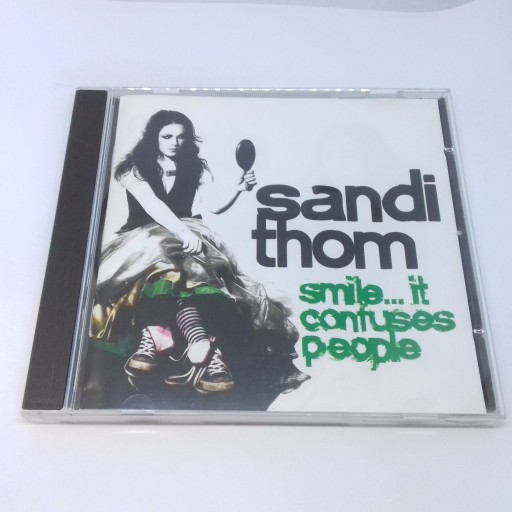 sandi
thom
smile... it
confuses
people